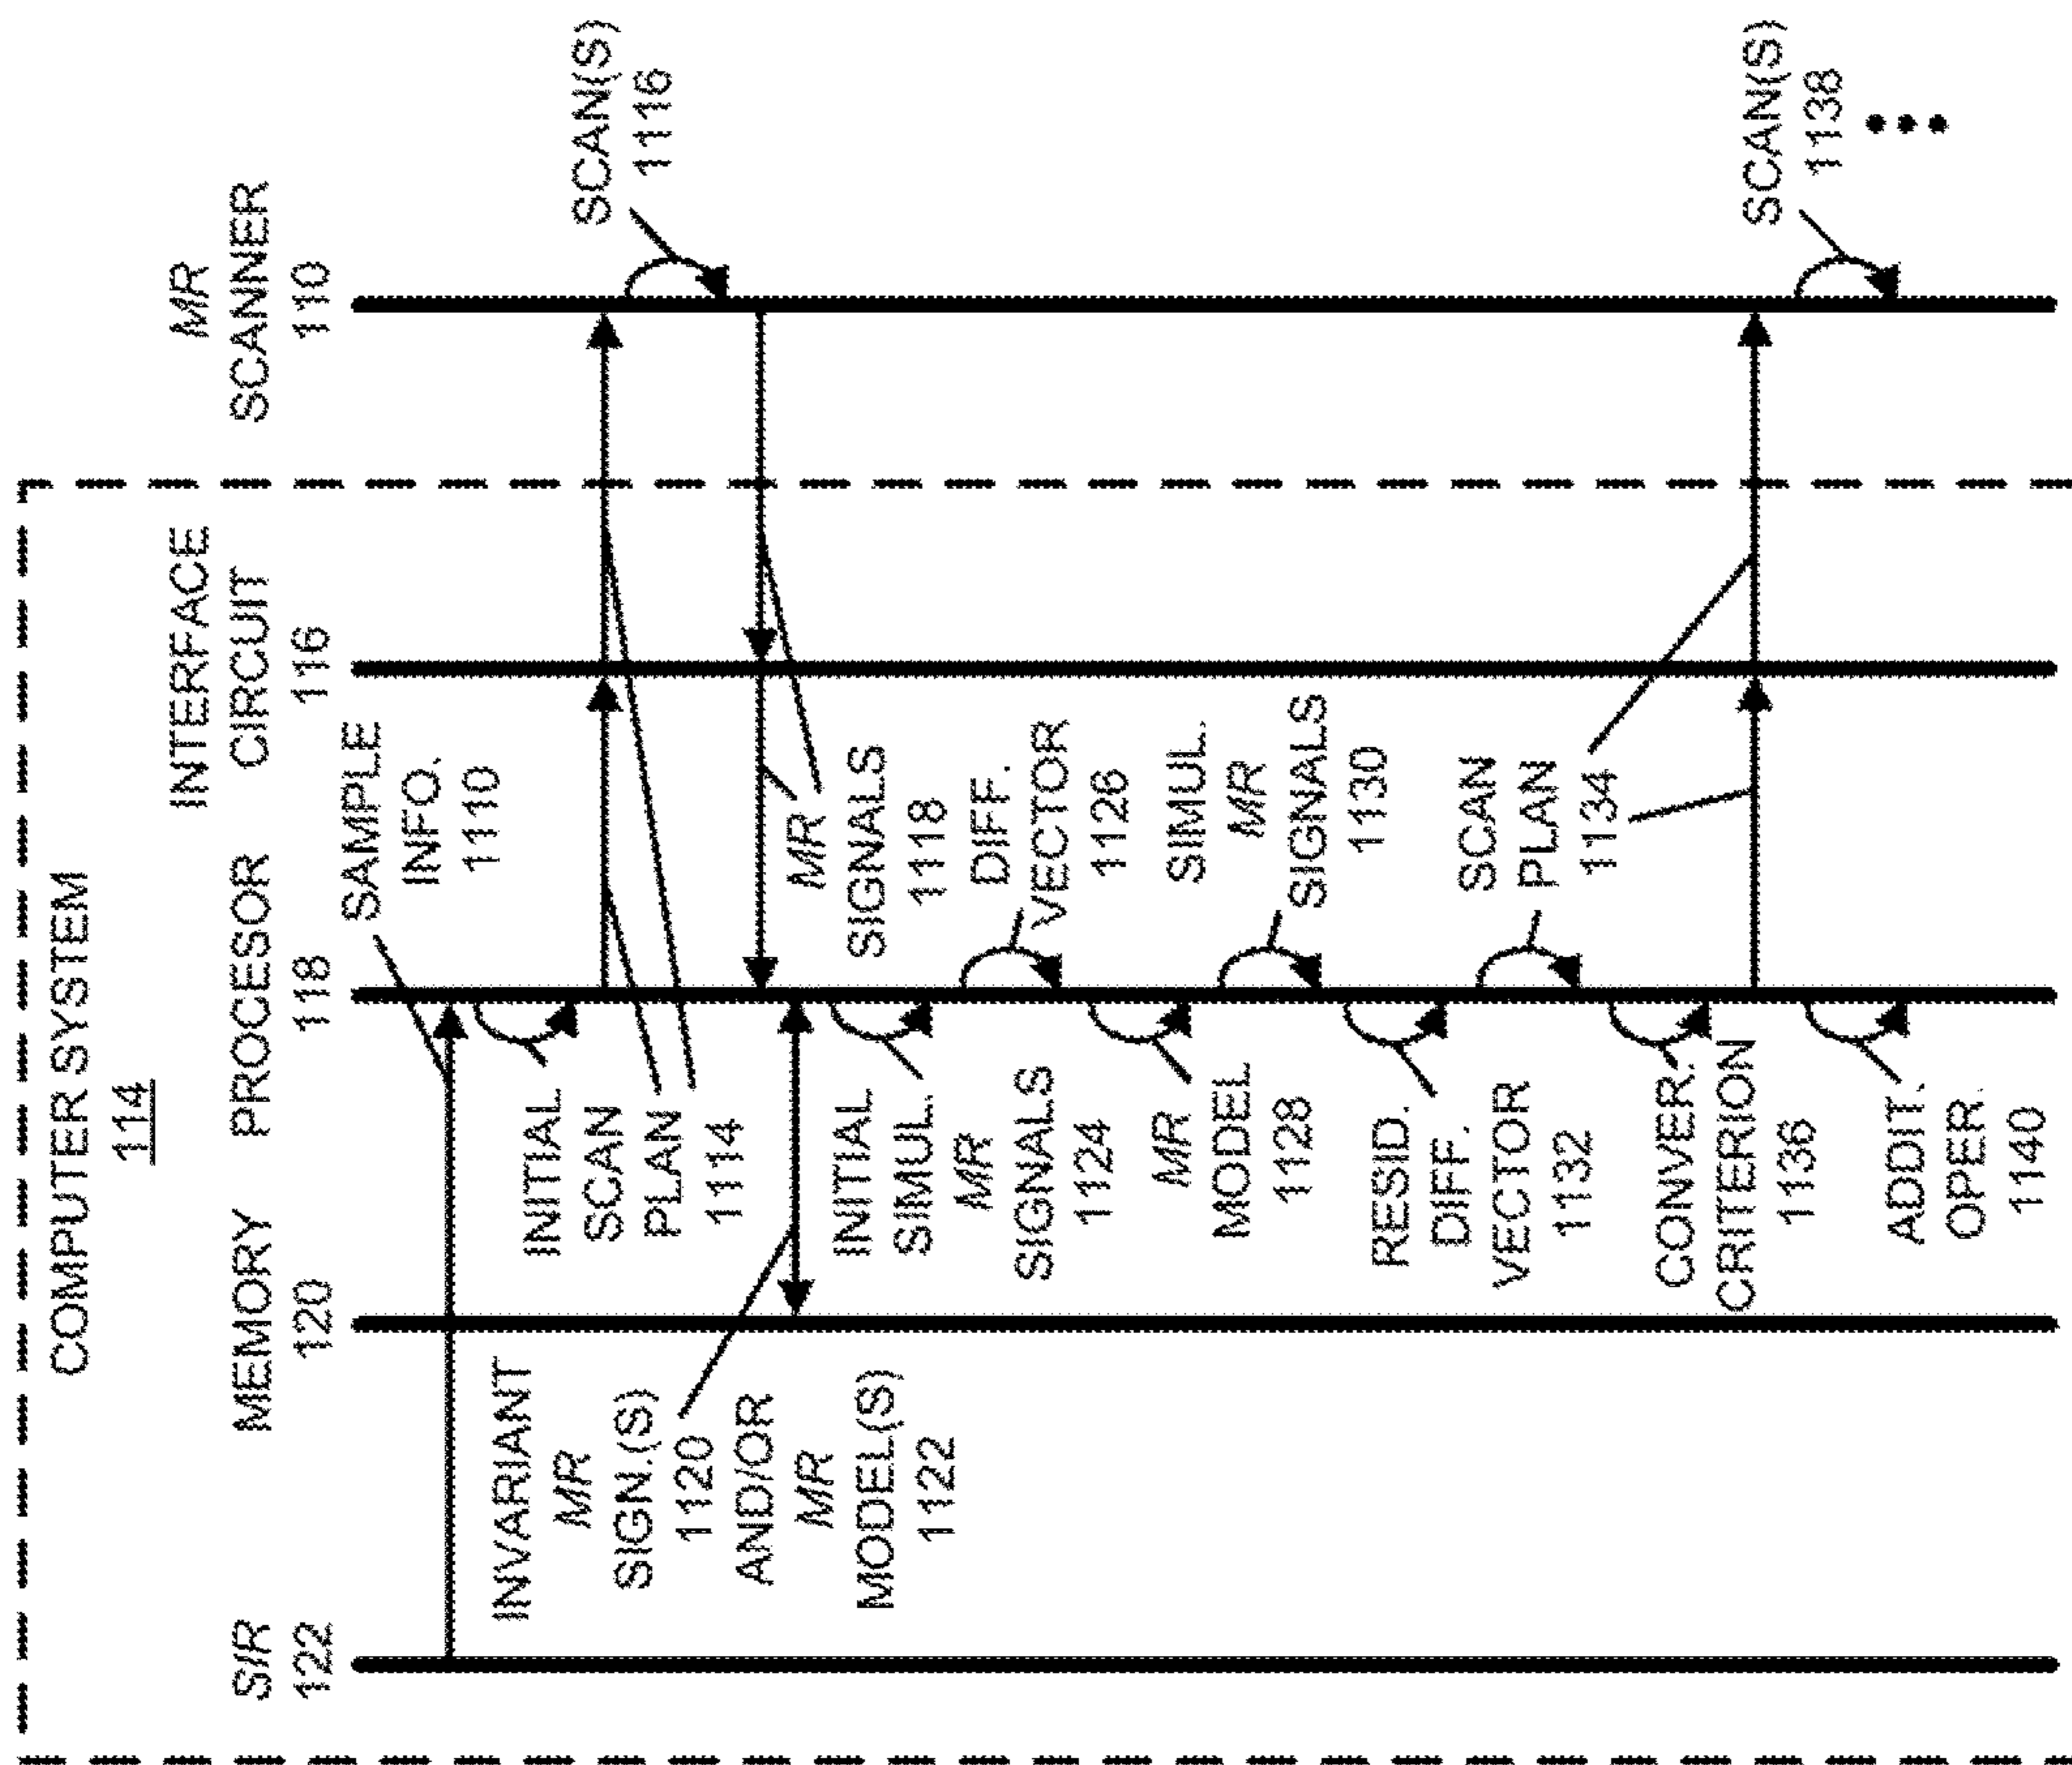 COMPUTER SYSTEM
114
S/R
122
MEMORY
120
PROCESSOR
118
INTERFACE
CIRCUIT
116
MR
SCANNER
110
SAMPLE
INFO.
1110
INITIAL
SCAN
PLAN
1114
SCAN(S)
1116
MR
SIGNALS
1118
INVARIANT
MR
SIGN.(S)
1120
AND/OR
MR
MODEL(S)
1122
INITIAL
SIMUL.
MR
SIGNALS
1124
DIFF.
VECTOR
1126
MR
MODEL
1128
SIMUL.
MR
SIGNALS
1130
RESID.
DIFF.
VECTOR
1132
SCAN
PLAN
1134
CONVER.
CRITERION
1136
SCAN(S)
1138
ADDIT.
OPER.
1140